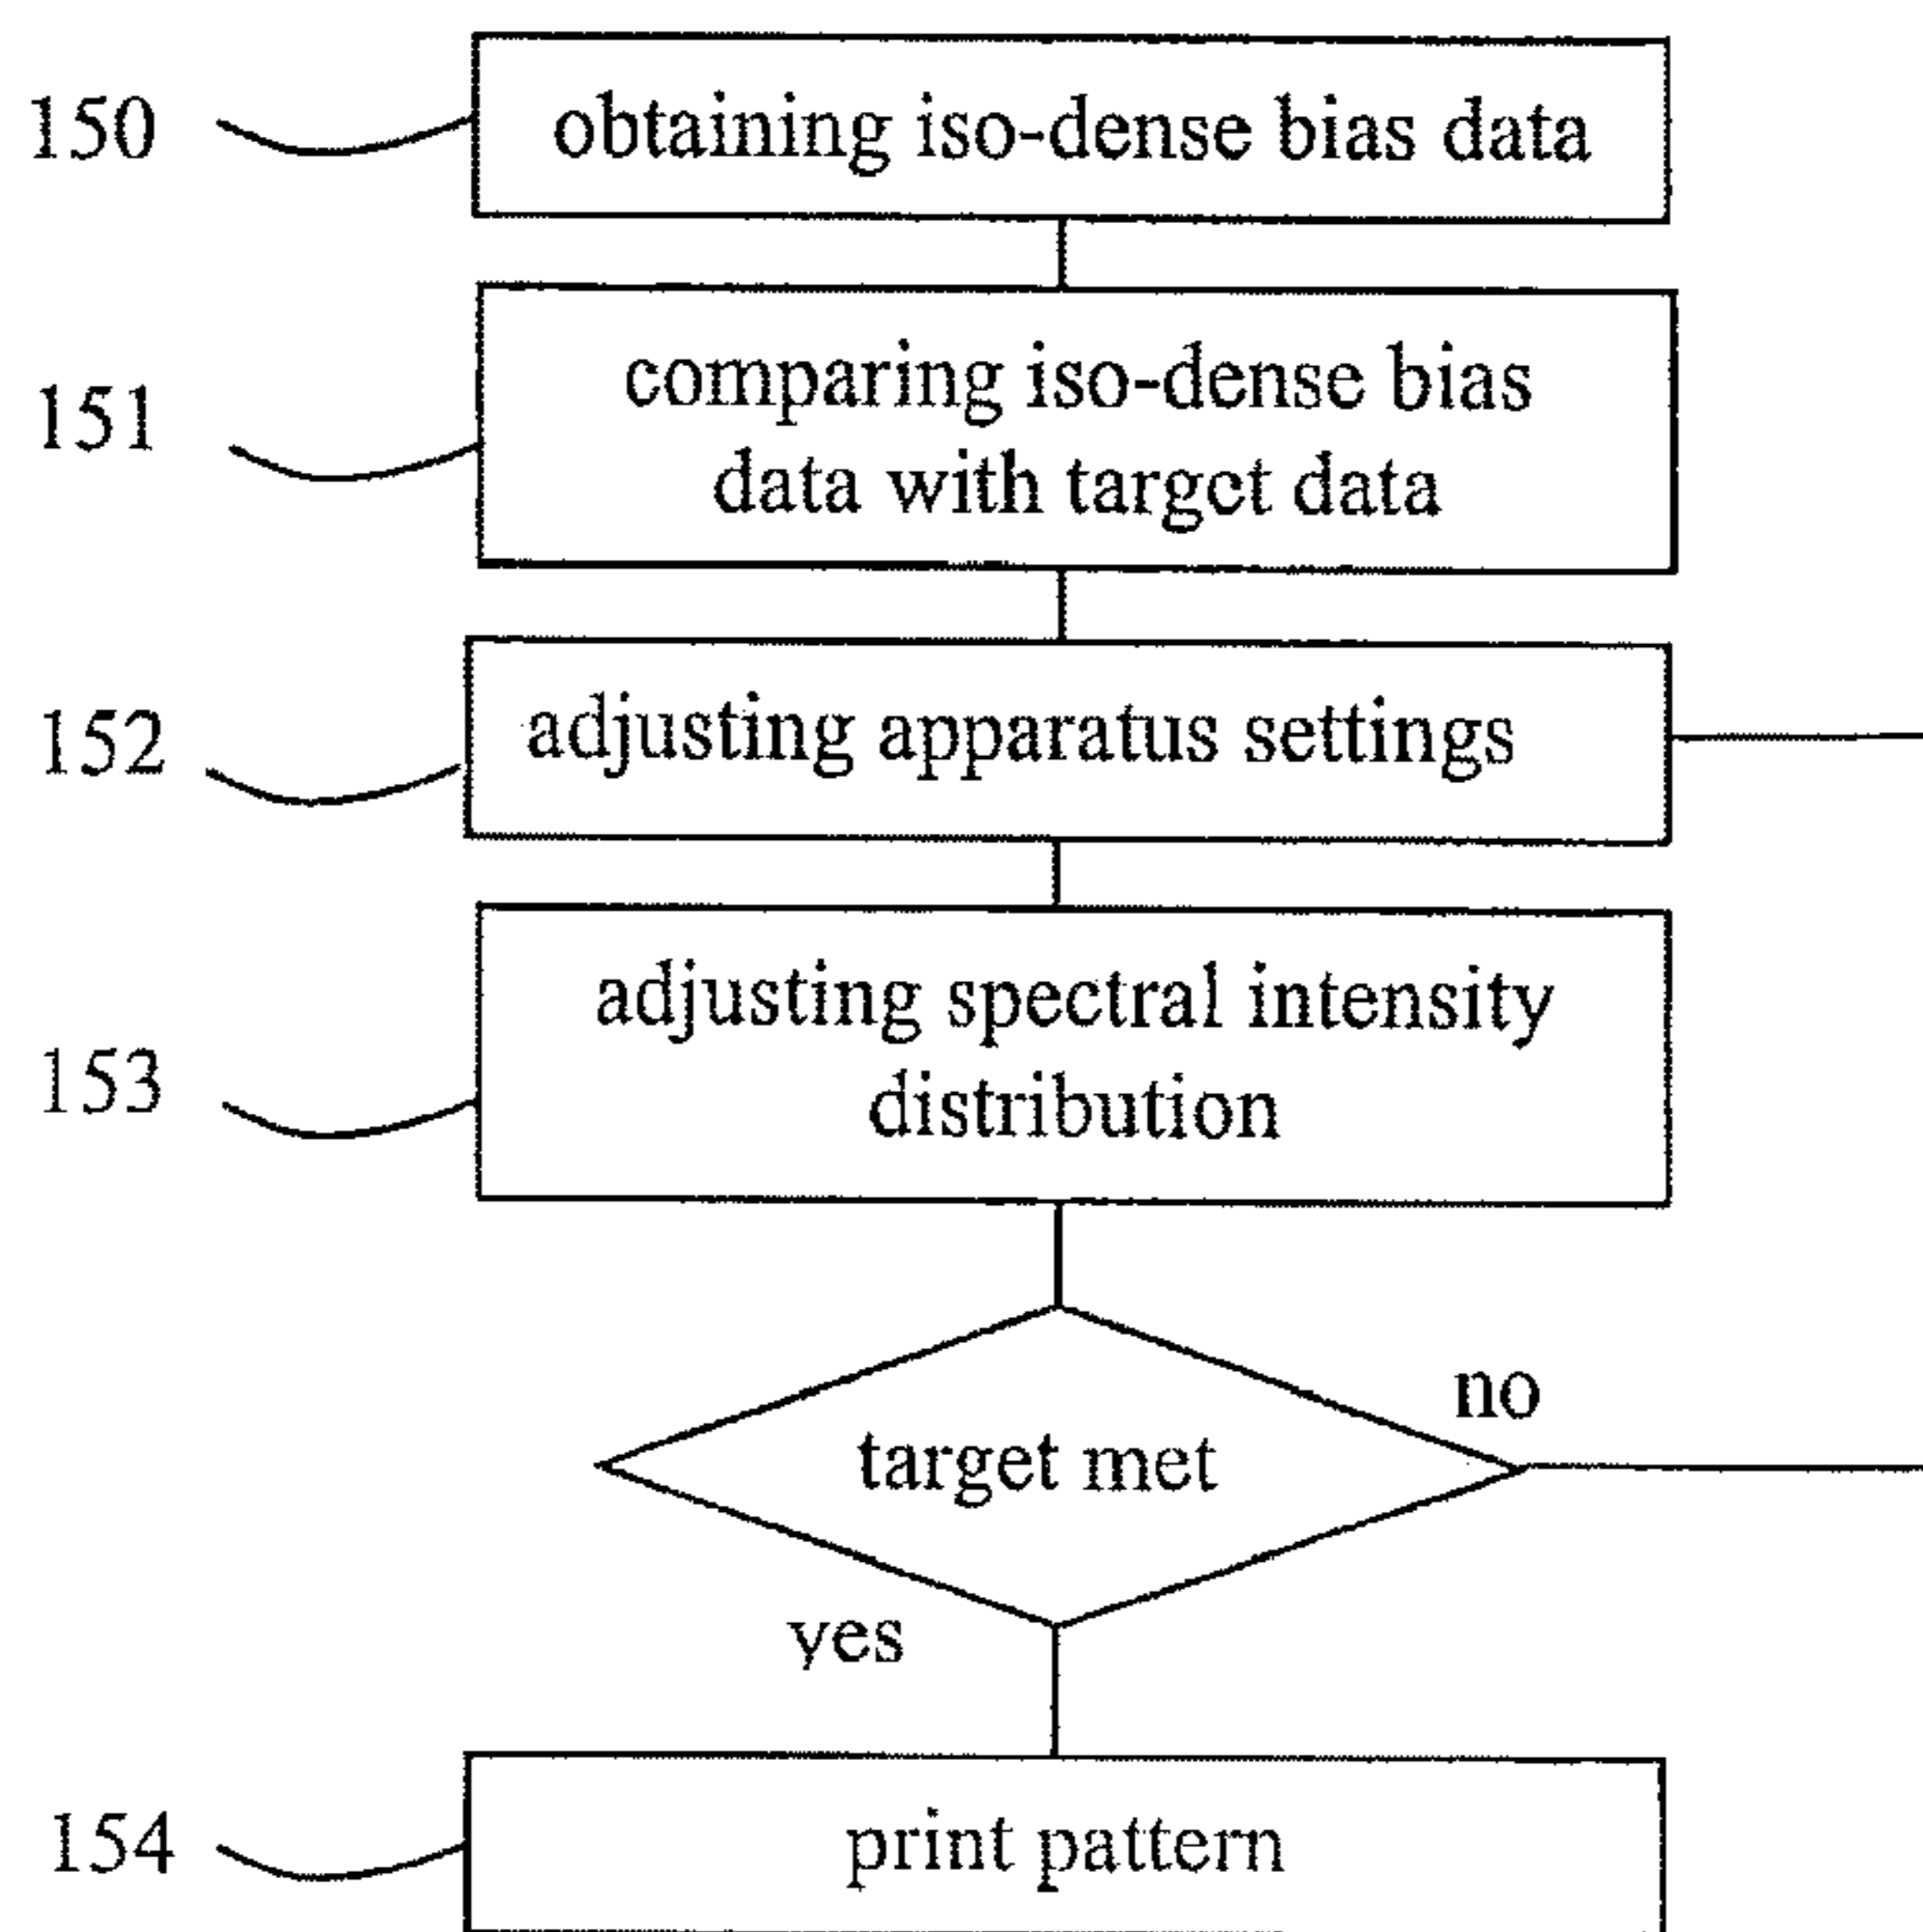 150
obtaining iso-dense bias data
151
comparing iso-dense bias
data with target data
152
adjusting apparatus settings
153
adjusting spectral intensity
distribution
target met
no
yes
154
print pattern